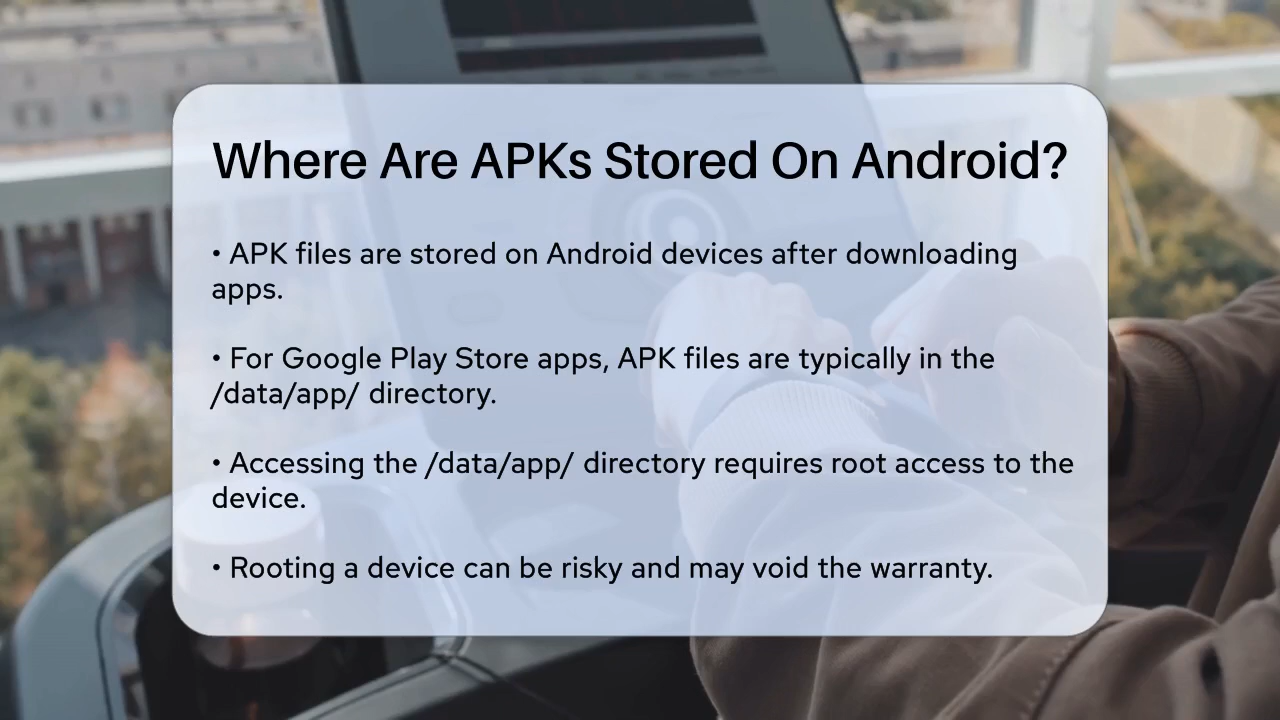 Where Are APKs Stored On Android?
• APK files are stored on Android devices after downloading
apps.
• For Google Play Store apps, APK files are typically in the
/data/app/ directory.
• Accessing the /data/app/ directory requires root access to the
device.
• Rooting a device can be risky and may void the warranty.